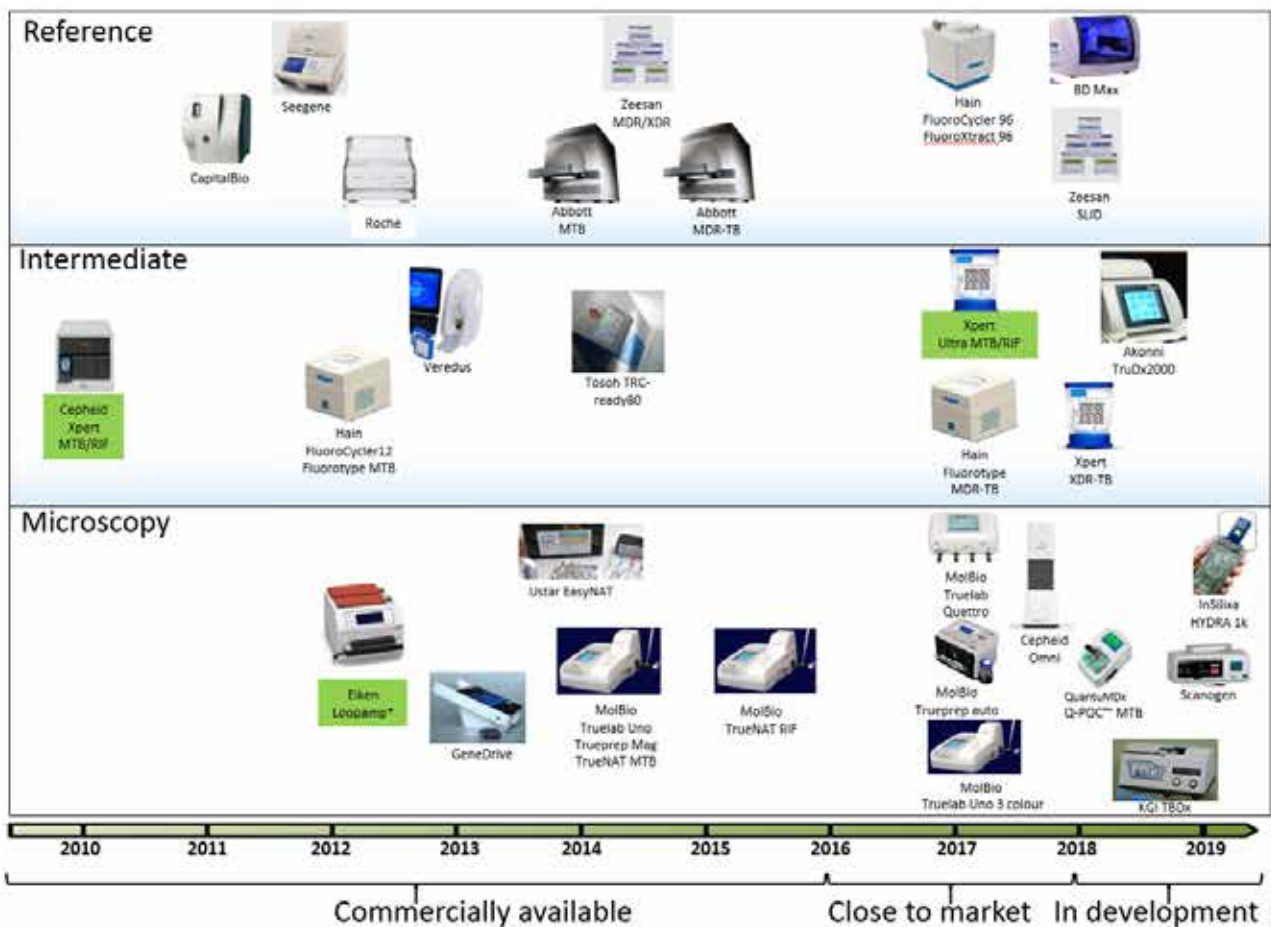 Reference
Seegene
CapitalBio
Roche
Zeesan
MDR/XDR
Abbott
MTB
Abbott
MDR-TB
Hain
FluoroCycler 96
FluoroXtract 96
BD Max
Zeesan
SLID
Intermediate
Cepheid
Xpert
MTB/RIF
Hain
FluoroCycler12
Fluorotype MTB
Veredus
Tosoh TRC-
ready80
Xpert
Ultra MTB/RIF
Hain
Fluorotype
MDR-TB
Akonni
TruDx2000
Xpert
XDR-TB
Microscopy
Eiken
Loopamp*
Ustar EasyNAT
GeneDrive
MolBio
Truelab Uno
Trueprep Mag
TrueNAT MTB
MolBio
TrueNAT RIF
MolBio
Truelab
Quattro
MolBio
Trueprep auto
MolBio
Truelab Uno 3 colour
Cepheid
Omni
QuantuMDx
Q-POC™ MTB
InSilixa
HYDRA 1k
Scanogen
KGI TBDx
2010 2011 2012 2013 2014 2015 2016 2017 2018 2019
Commercially available Close to market In development